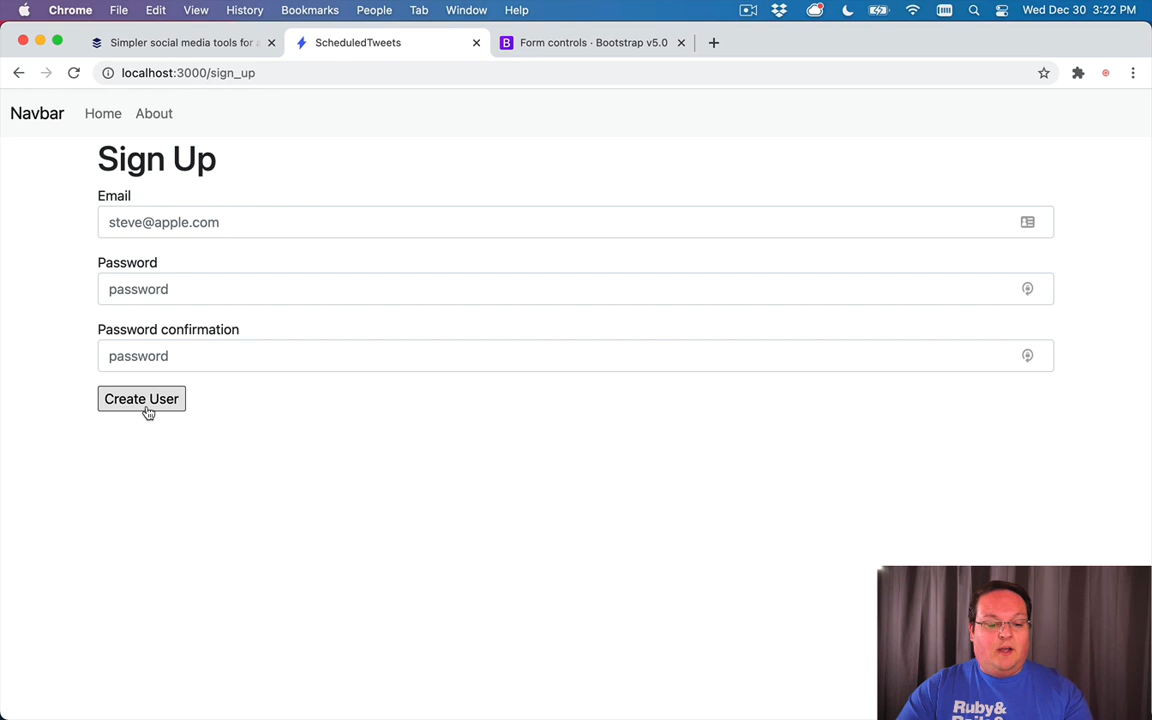 Chrome File Edit View History Bookmarks People Tab Window Help Wed Dec 30 3:22 PM
Simpler social media tools for a ScheduledTweets B Form controls · Bootstrap v5.0
localhost:3000/sign_up
Navbar Home About
Sign Up
Email
steve@apple.com
Password
password
Password confirmation
password
Create User
Ruby&